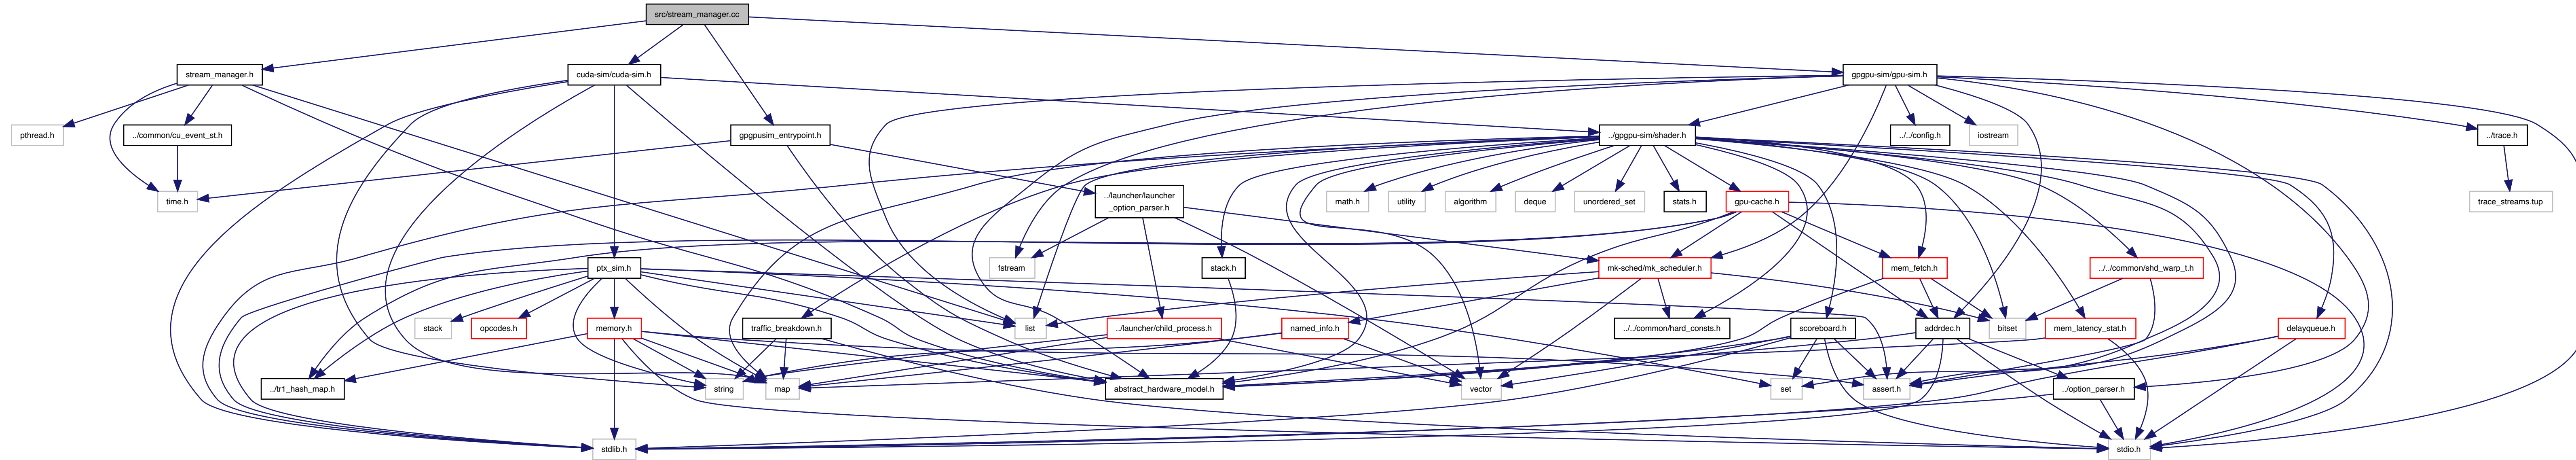 src/stream_manager.cc
stream_manager.h
cuda-sim/cuda-sim.h
gpgpu-sim/gpu-sim.h
pthread.h
../common/cu_event_st.h
gpgpusim_entrypoint.h
../gpgpu-sim/shader.h
../../config.h
iostream
../trace.h
time.h
../launcher/launcher
_option_parser.h
math.h
utility
algorithm
deque
unordered_set
stats.h
gpu-cache.h
trace_streams.tup
ptx_sim.h
fstream
stack.h
mk-sched/mk_scheduler.h
mem_fetch.h
../../common/shd_warp_t.h
stack
opcodes.h
memory.h
traffic_breakdown.h
list
../launcher/child_process.h
named_info.h
../../common/hard_consts.h
scoreboard.h
addrdec.h
bitset
mem_latency_stat.h
delayqueue.h
../tr1_hash_map.h
string
map
abstract_hardware_model.h
vector
set
assert.h
../option_parser.h
stdlib.h
stdio.h